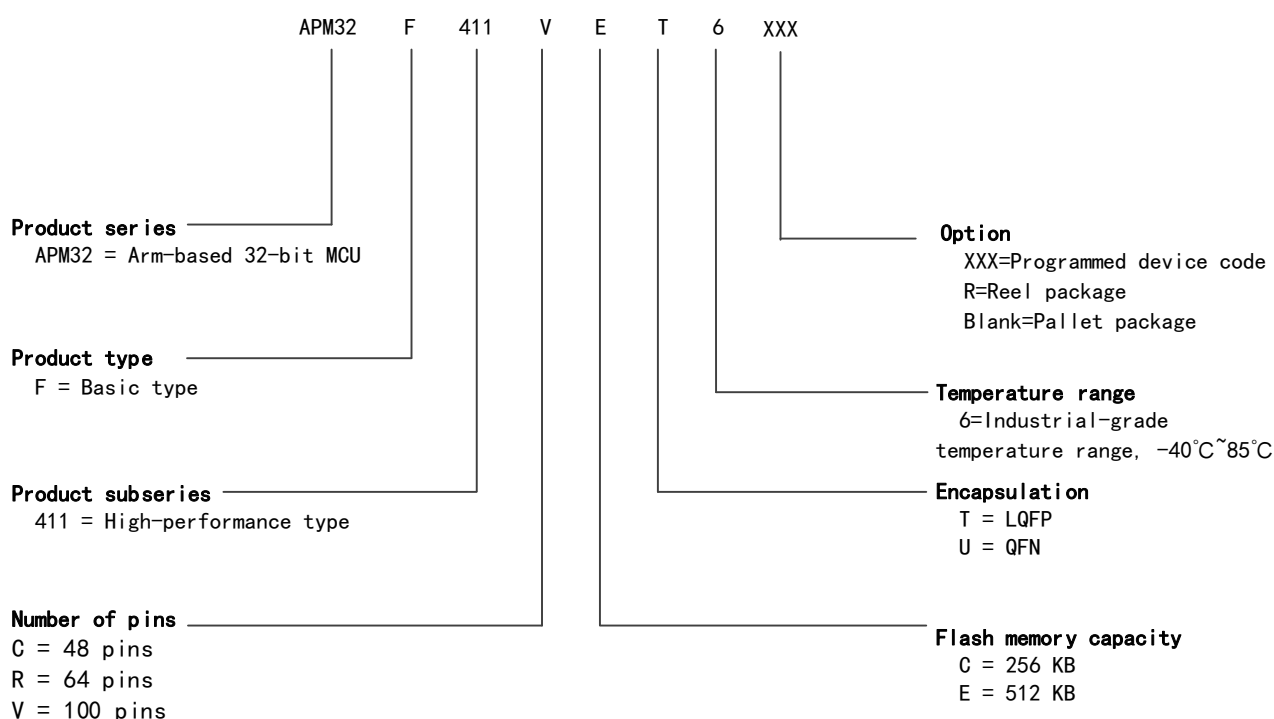 APM32 F 411 V E T 6 XXX
Product series
APM32 = Arm-based 32-bit MCU
Product type
F = Basic type
Product subseries
411 = High-performance type
Number of pins
C = 48 pins
R = 64 pins
V = 100 pins
Option
XXX=Programmed device code
R=Reel package
Blank=Pallet package
Temperature range
6=Industrial-grade
temperature range, -40℃~85℃
Encapsulation
T = LQFP
U = QFN
Flash memory capacity
C = 256 KB
E = 512 KB